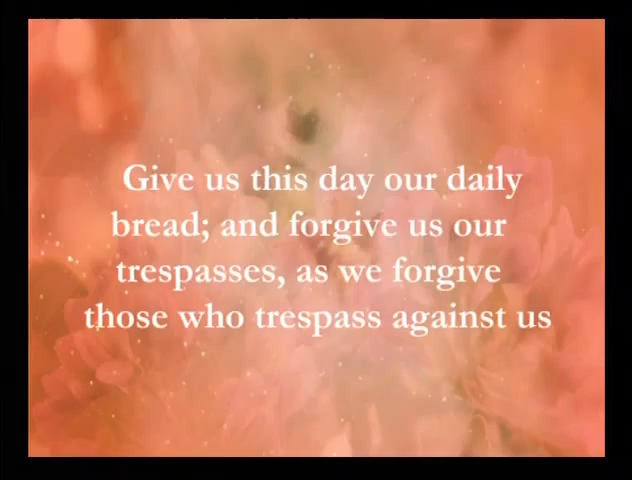 Give us this day our daily
bread; and forgive us our
trespasses, as we forgive
those who trespass against us